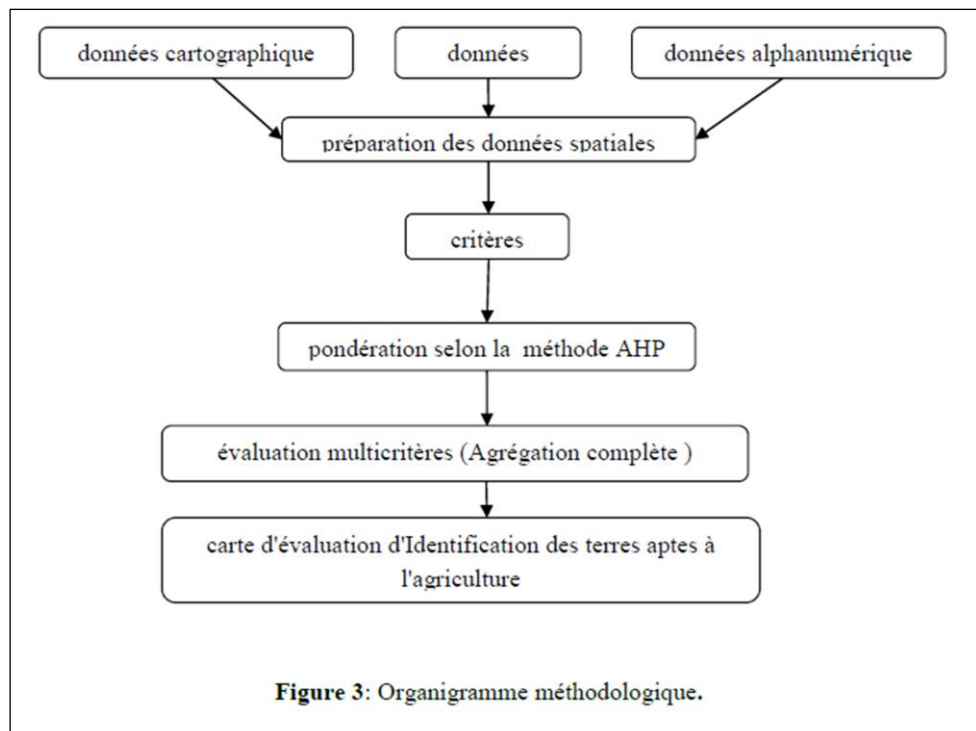 données cartographique
données
données alphanumérique
préparation des données spatiales
critères
pondération selon la méthode AHP
évaluation multicritères (Agrégation complète )
carte d'évaluation d'Identification des terres aptes à
l'agriculture
Figure 3: Organigramme méthodologique.